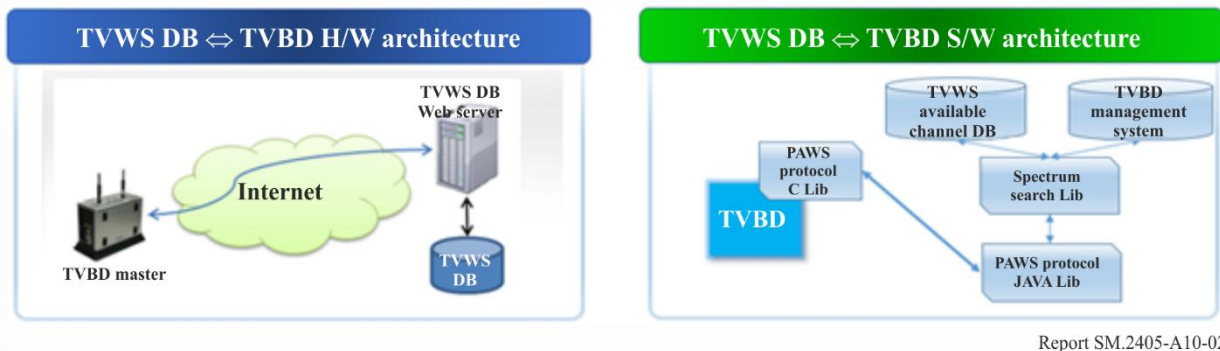 TVWS DB ⇔ TVBD H/W architecture
TVWS DB
Web server
Internet
TVBD master
TVWS
DB
TVWS DB ⇔ TVBD S/W architecture
TVWS
available
channel DB
TVBD
management
system
PAWS
protocol
C Lib
TVBD
Spectrum
search Lib
PAWS protocol
JAVA Lib
Report SM.2405-A10-02